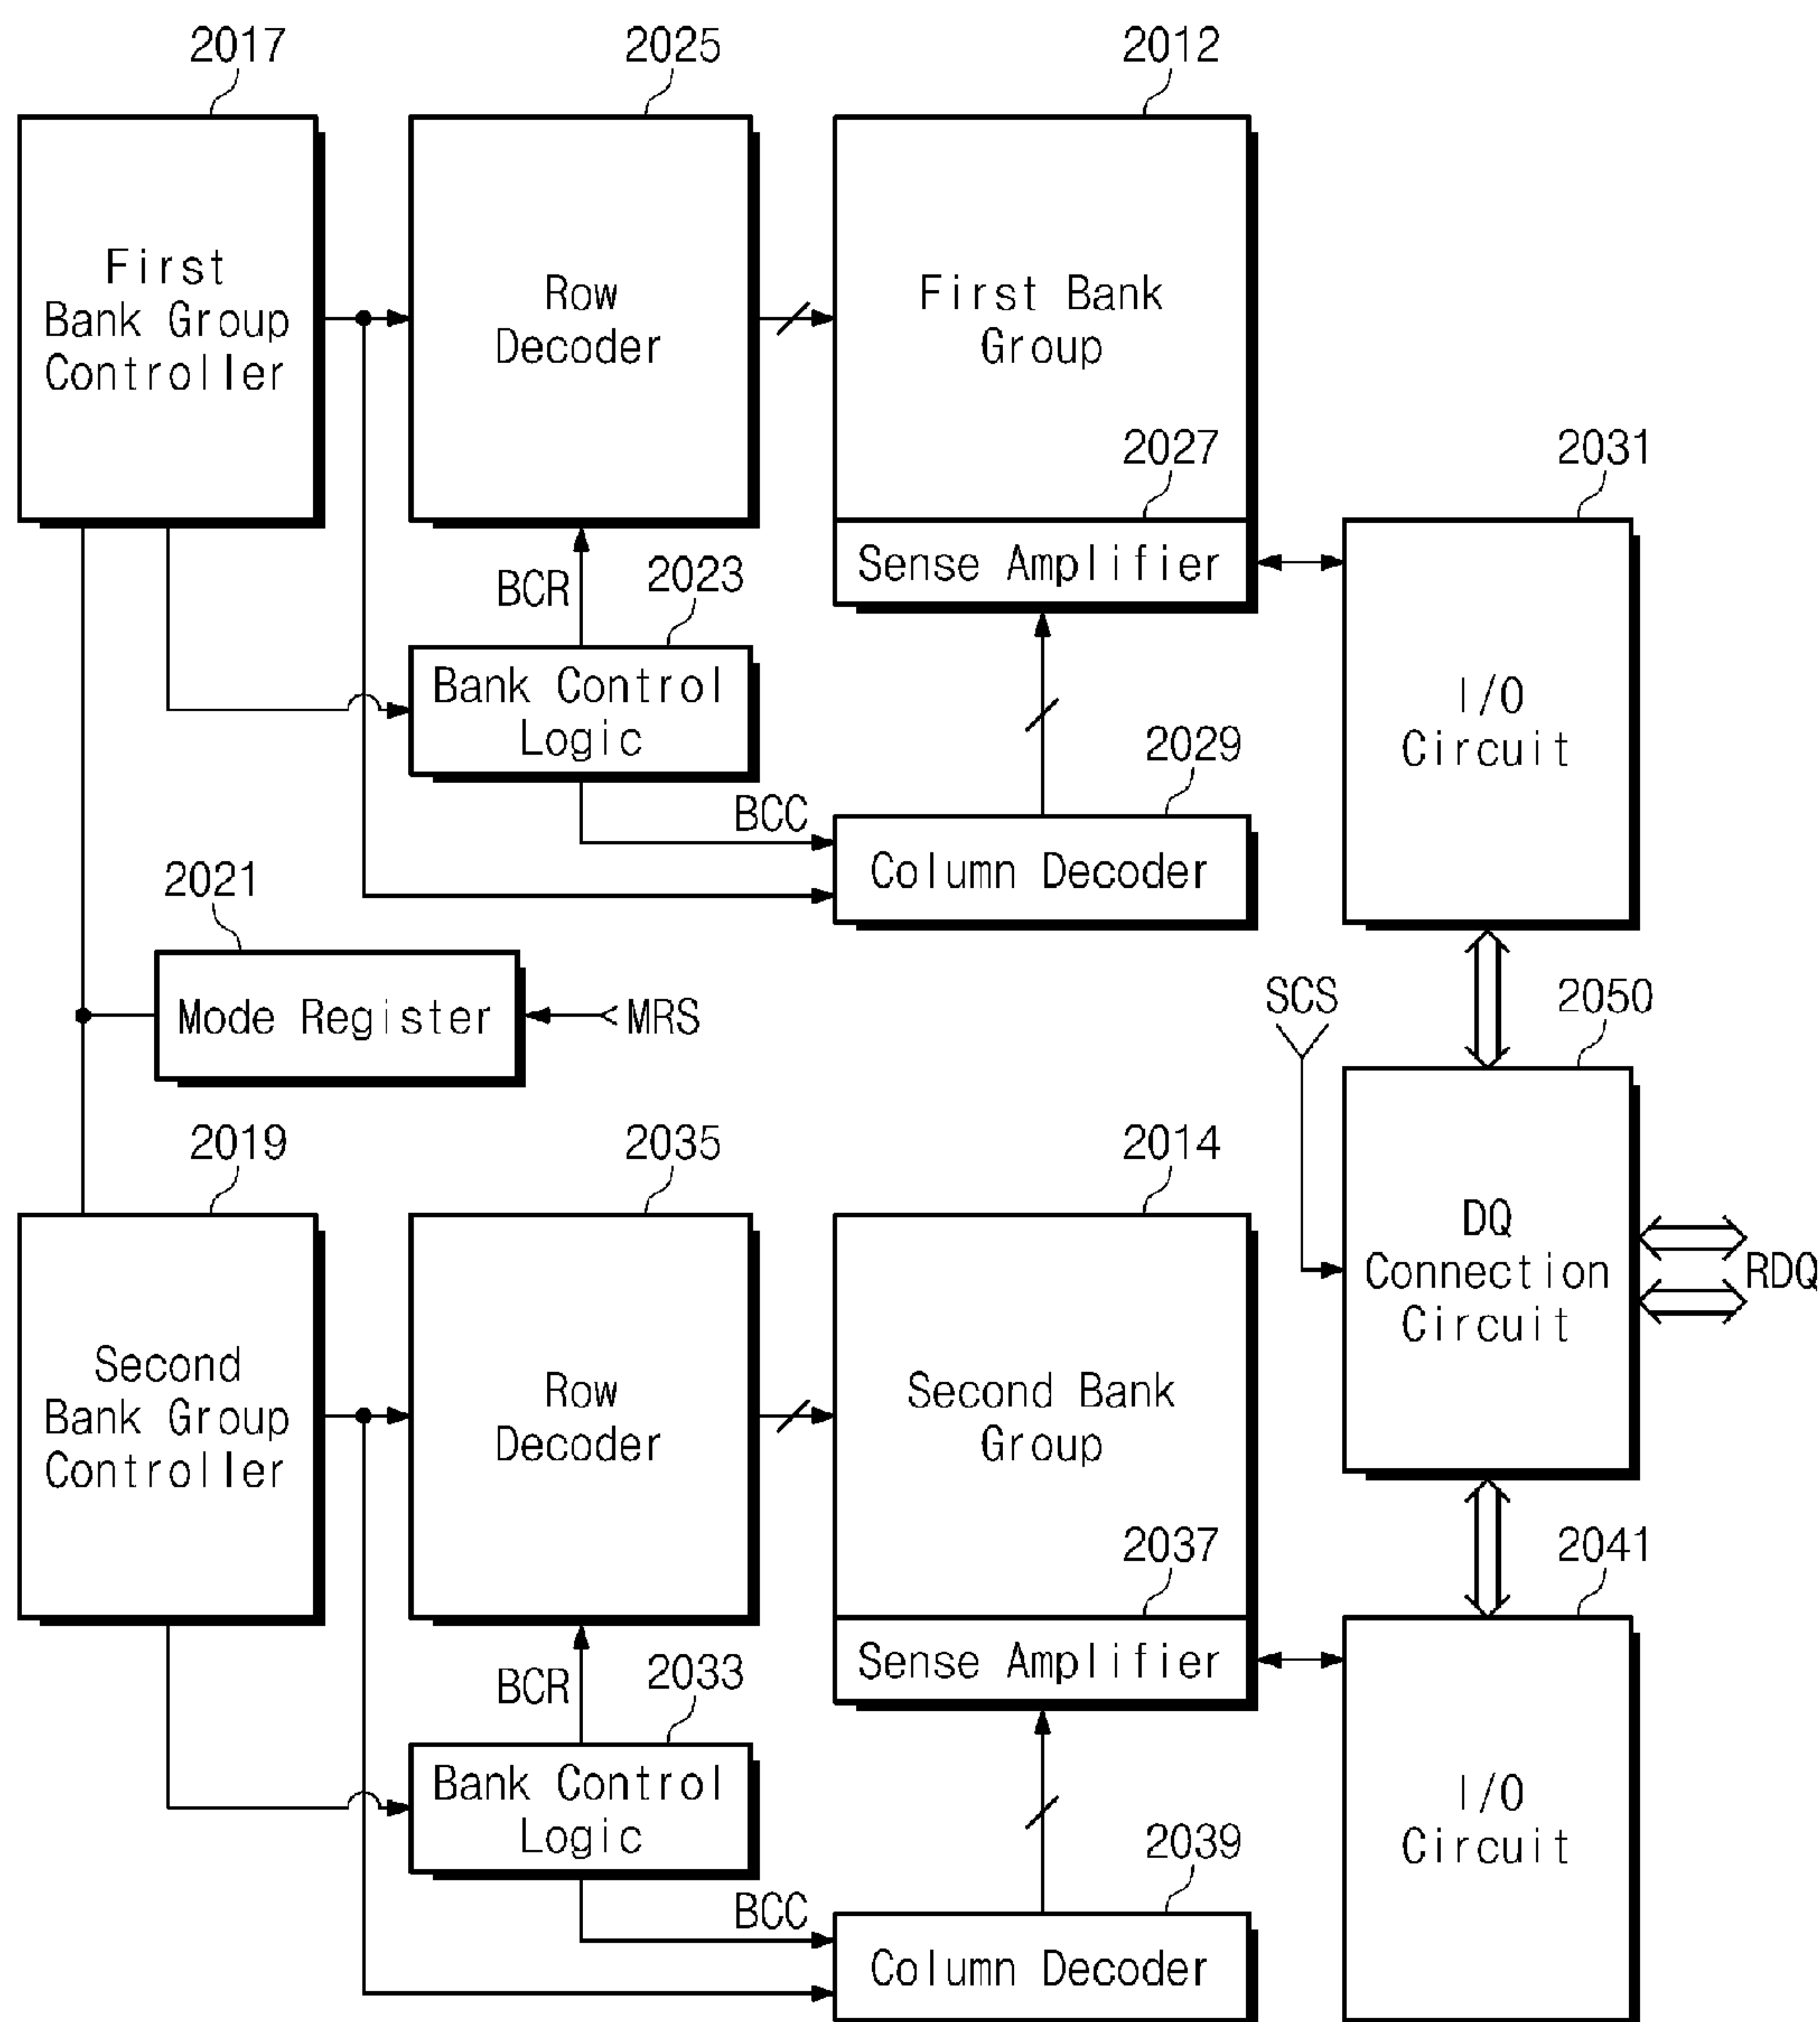 2017
2025
2012
First
Bank Group
Controller
Row
Decoder
First Bank
Group
2027
2031
Sense Amplifier
BCR
2023
Bank Control
Logic
I/O
Circuit
2029
BCC
Column Decoder
2021
Mode Register
MRS
SCS
2050
2019
2035
2014
DQ
Connection
Circuit
RDQ
Second
Bank Group
Controller
Row
Decoder
Second Bank
Group
2037
2041
Sense Amplifier
BCR
2033
Bank Control
Logic
I/O
Circuit
2039
BCC
Column Decoder